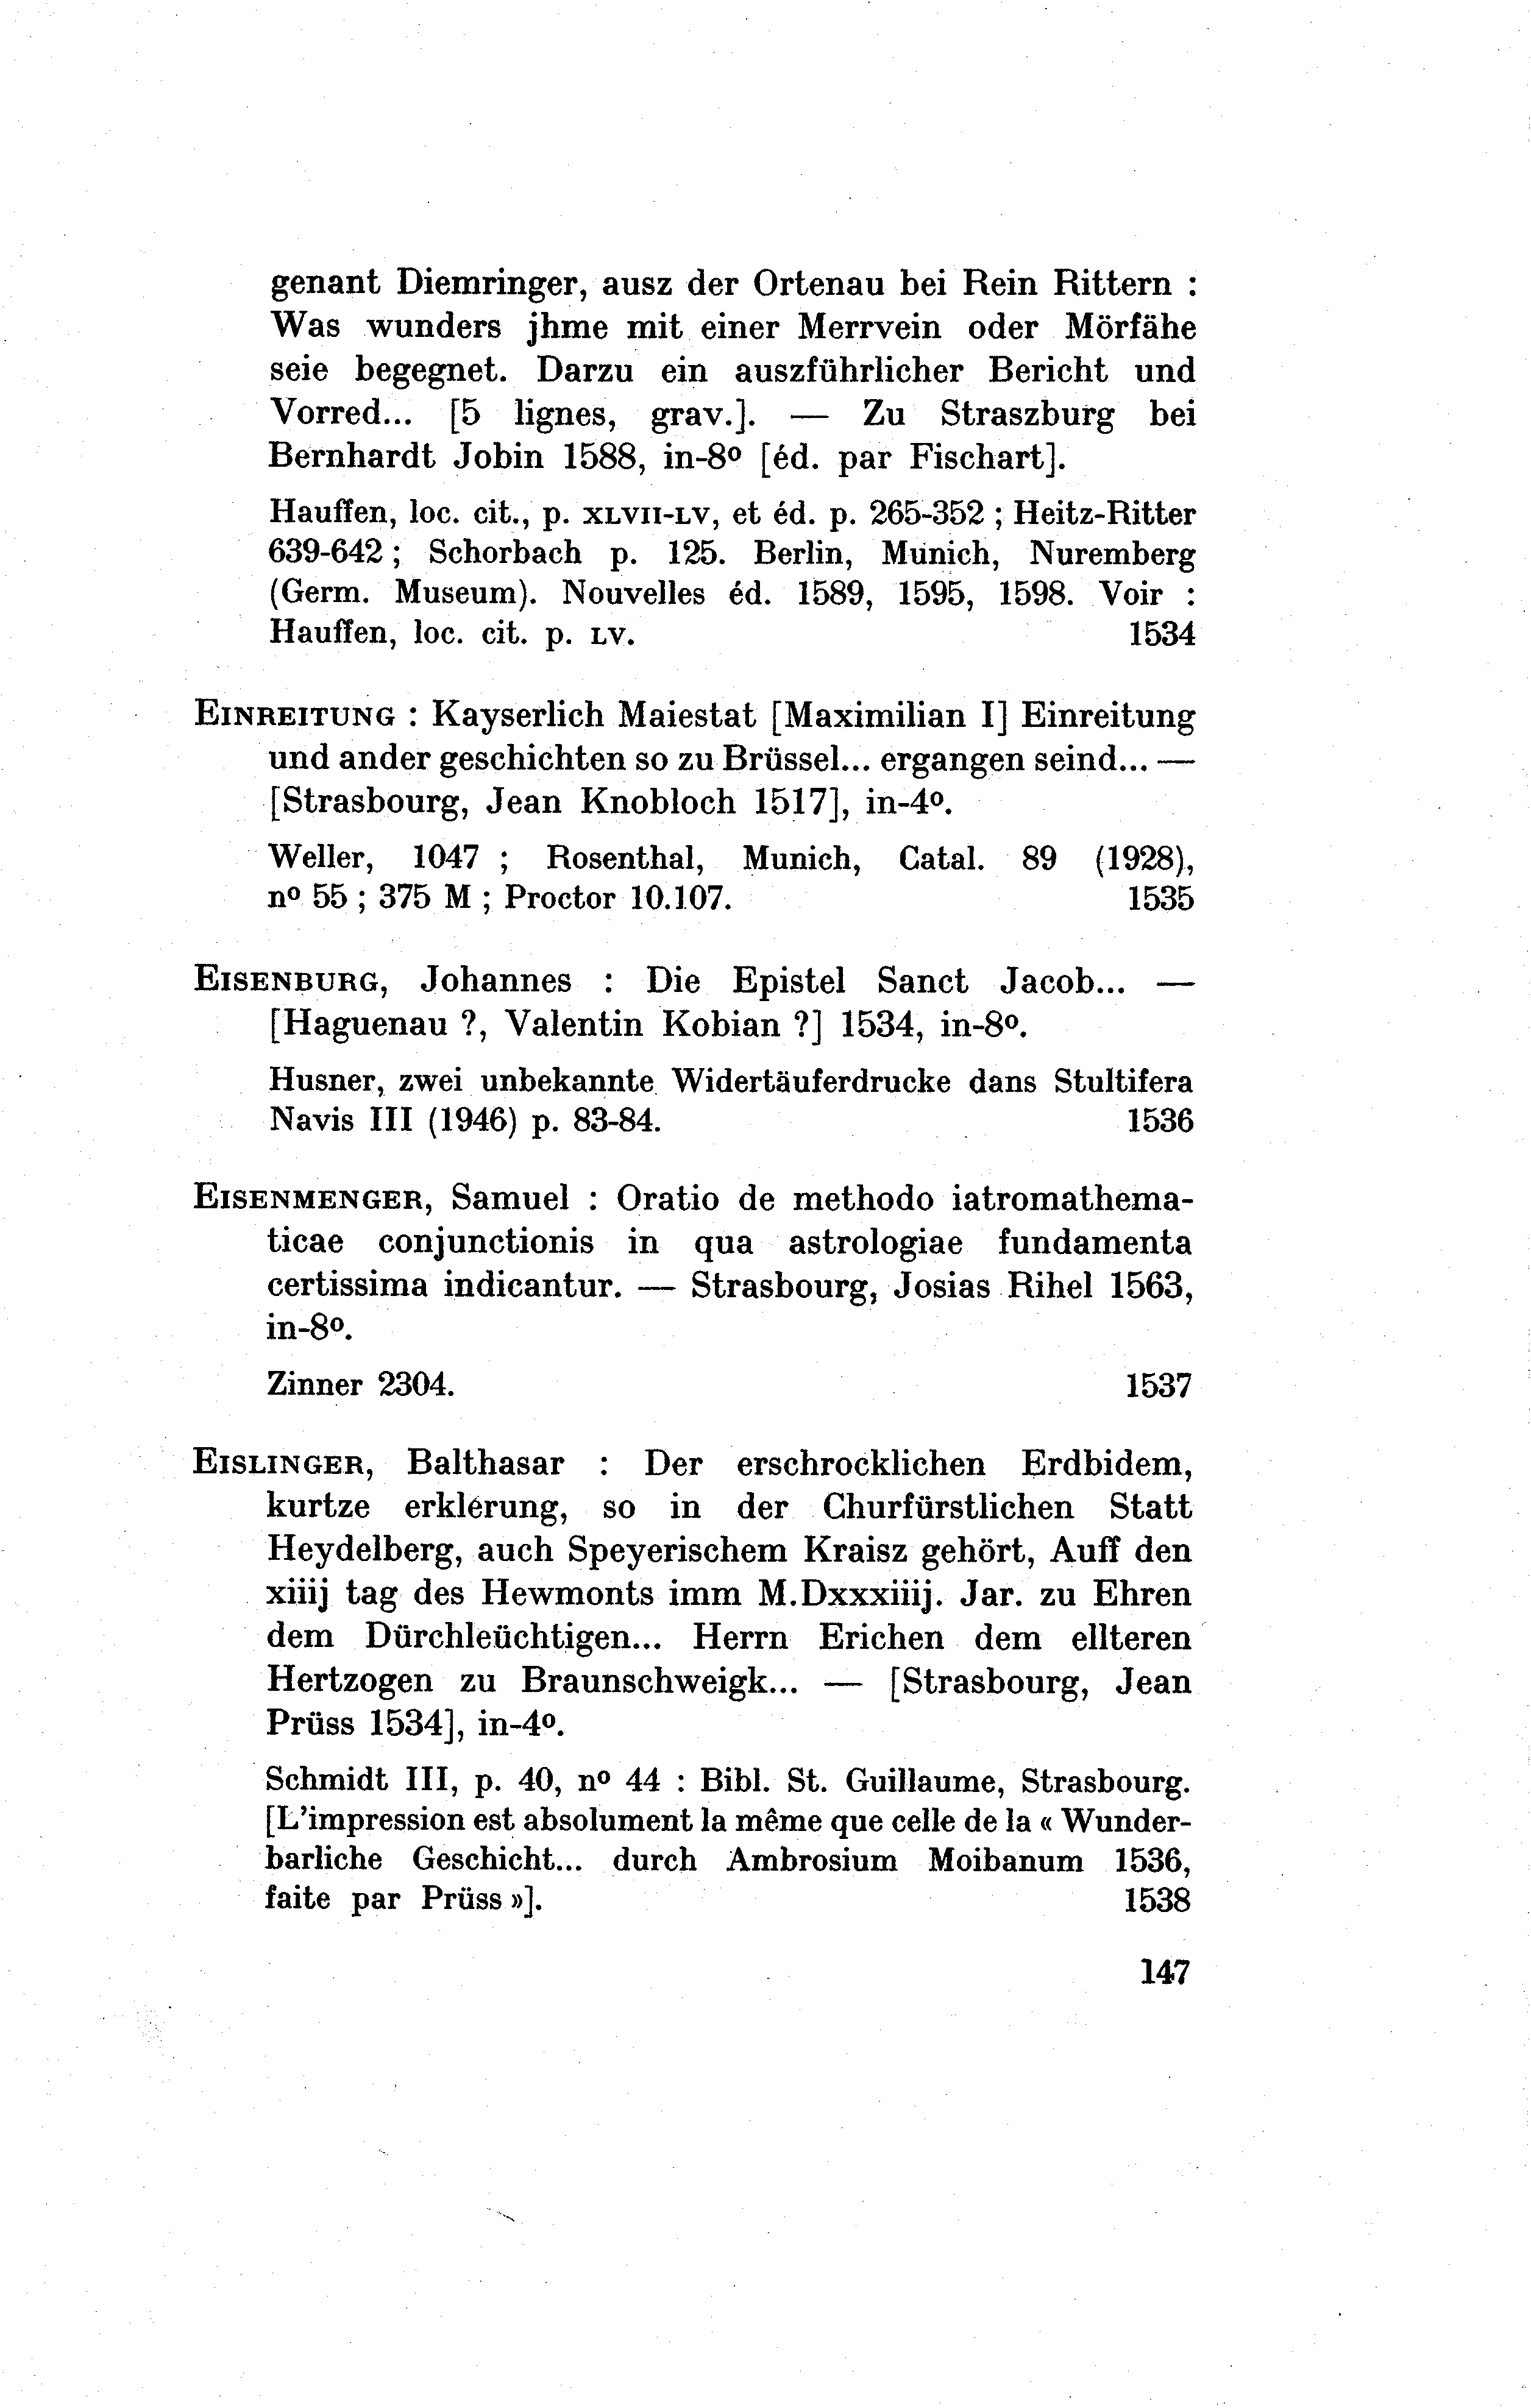 genant Diemringer, ausz der Ortenau bei Rein Rittern :
Was wunders jhme mit einer Merrvein oder Mörfähe
seie begegnet. Darzu ein auszführlicher Bericht und
Vorred... [5 lignes, grav.]. — Zu Straszburg bei
Bernhardt Jobin 1588, in-8º [éd. par Fischart].
Hauffen, loc. cit., p. XLVII-LV, et éd. p. 265-352 ; Heitz-Ritter
639-642 ; Schorbach p. 125. Berlin, Munich, Nuremberg
(Germ. Museum). Nouvelles éd. 1589, 1595, 1598. Voir :
Hauffen, loc. cit. p. LV. 1534
EINREITUNG : Kayserlich Maiestat [Maximilian I] Einreitung
und ander geschichten so zu Brüssel... ergangen seind... —
[Strasbourg, Jean Knobloch 1517], in-4º.
Weller, 1047 ; Rosenthal, Munich, Catal. 89 (1928),
nº 55 ; 375 M ; Proctor 10.107. 1535
EISENBURG, Johannes : Die Epistel Sanct Jacob... —
[Haguenau ?, Valentin Kobian ?] 1534, in-8º.
Husner, zwei unbekannte Widertäuferdrucke dans Stultifera
Navis III (1946) p. 83-84. 1536
EISENMENGER, Samuel : Oratio de methodo iatromathema-
ticae conjunctionis in qua astrologiae fundamenta
certissima indicantur. — Strasbourg, Josias Rihel 1563,
in-8º.
Zinner 2304. 1537
EISLINGER, Balthasar : Der erschrocklichen Erdbidem,
kurtze erklerung, so in der Churfürstlichen Statt
Heydelberg, auch Speyerischem Kraisz gehört, Auff den
xiiij tag des Hewmonts imm M.Dxxxiiij. Jar. zu Ehren
dem Dürchleüchtigen... Herrn Erichen dem ellteren
Hertzogen zu Braunschweigk... — [Strasbourg, Jean
Prüss 1534], in-4º.
Schmidt III, p. 40, nº 44 : Bibl. St. Guillaume, Strasbourg.
[L'impression est absolument la même que celle de la « Wunder-
barliche Geschicht... durch Ambrosium Moibanum 1536,
faite par Prüss »]. 1538
147